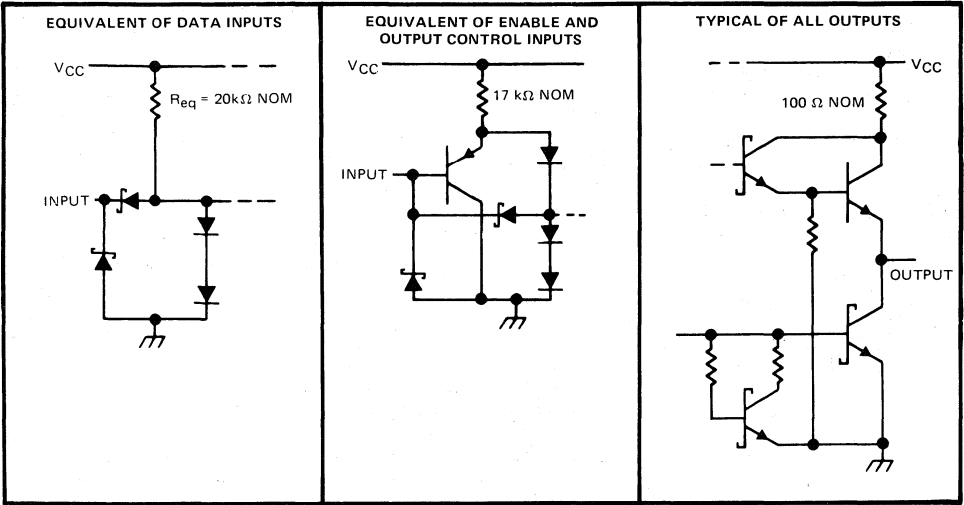 EQUIVALENT OF DATA INPUTS
VCC
Req = 20kΩ NOM
INPUT
EQUIVALENT OF ENABLE AND
OUTPUT CONTROL INPUTS
VCC
17 kΩ NOM
INPUT
TYPICAL OF ALL OUTPUTS
VCC
100 Ω NOM
OUTPUT